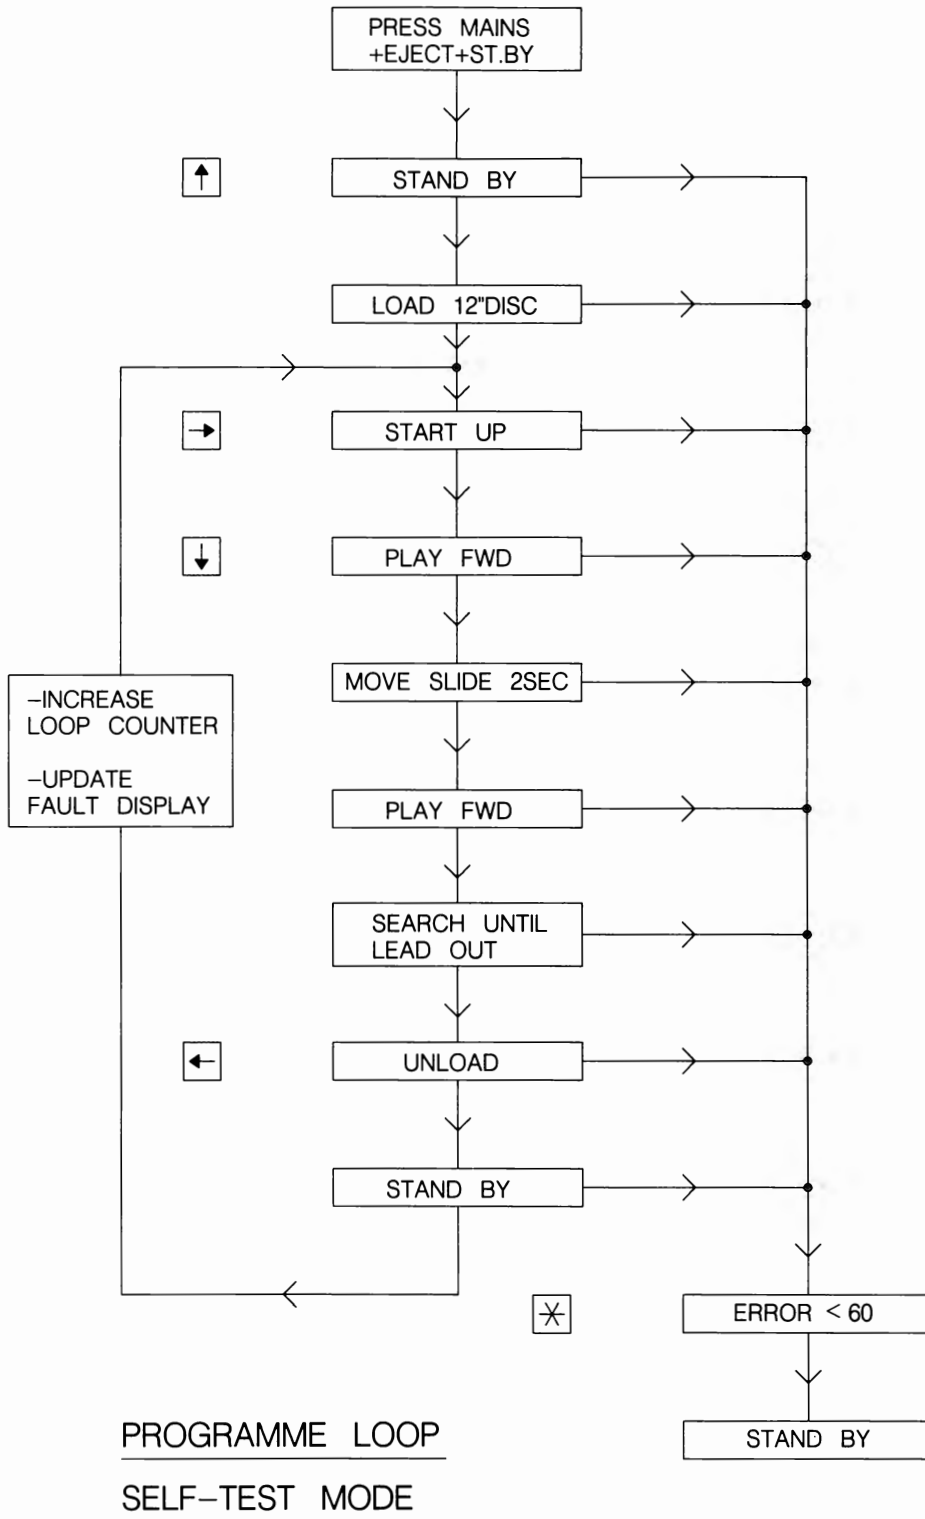 PRESS MAINS
+EJECT+ST.BY
STAND BY
LOAD 12"DISC
START UP
PLAY FWD
MOVE SLIDE 2SEC
-INCREASE
LOOP COUNTER
-UPDATE
FAULT DISPLAY
PLAY FWD
SEARCH UNTIL
LEAD OUT
UNLOAD
STAND BY
ERROR < 60
STAND BY
PROGRAMME LOOP
SELF-TEST MODE